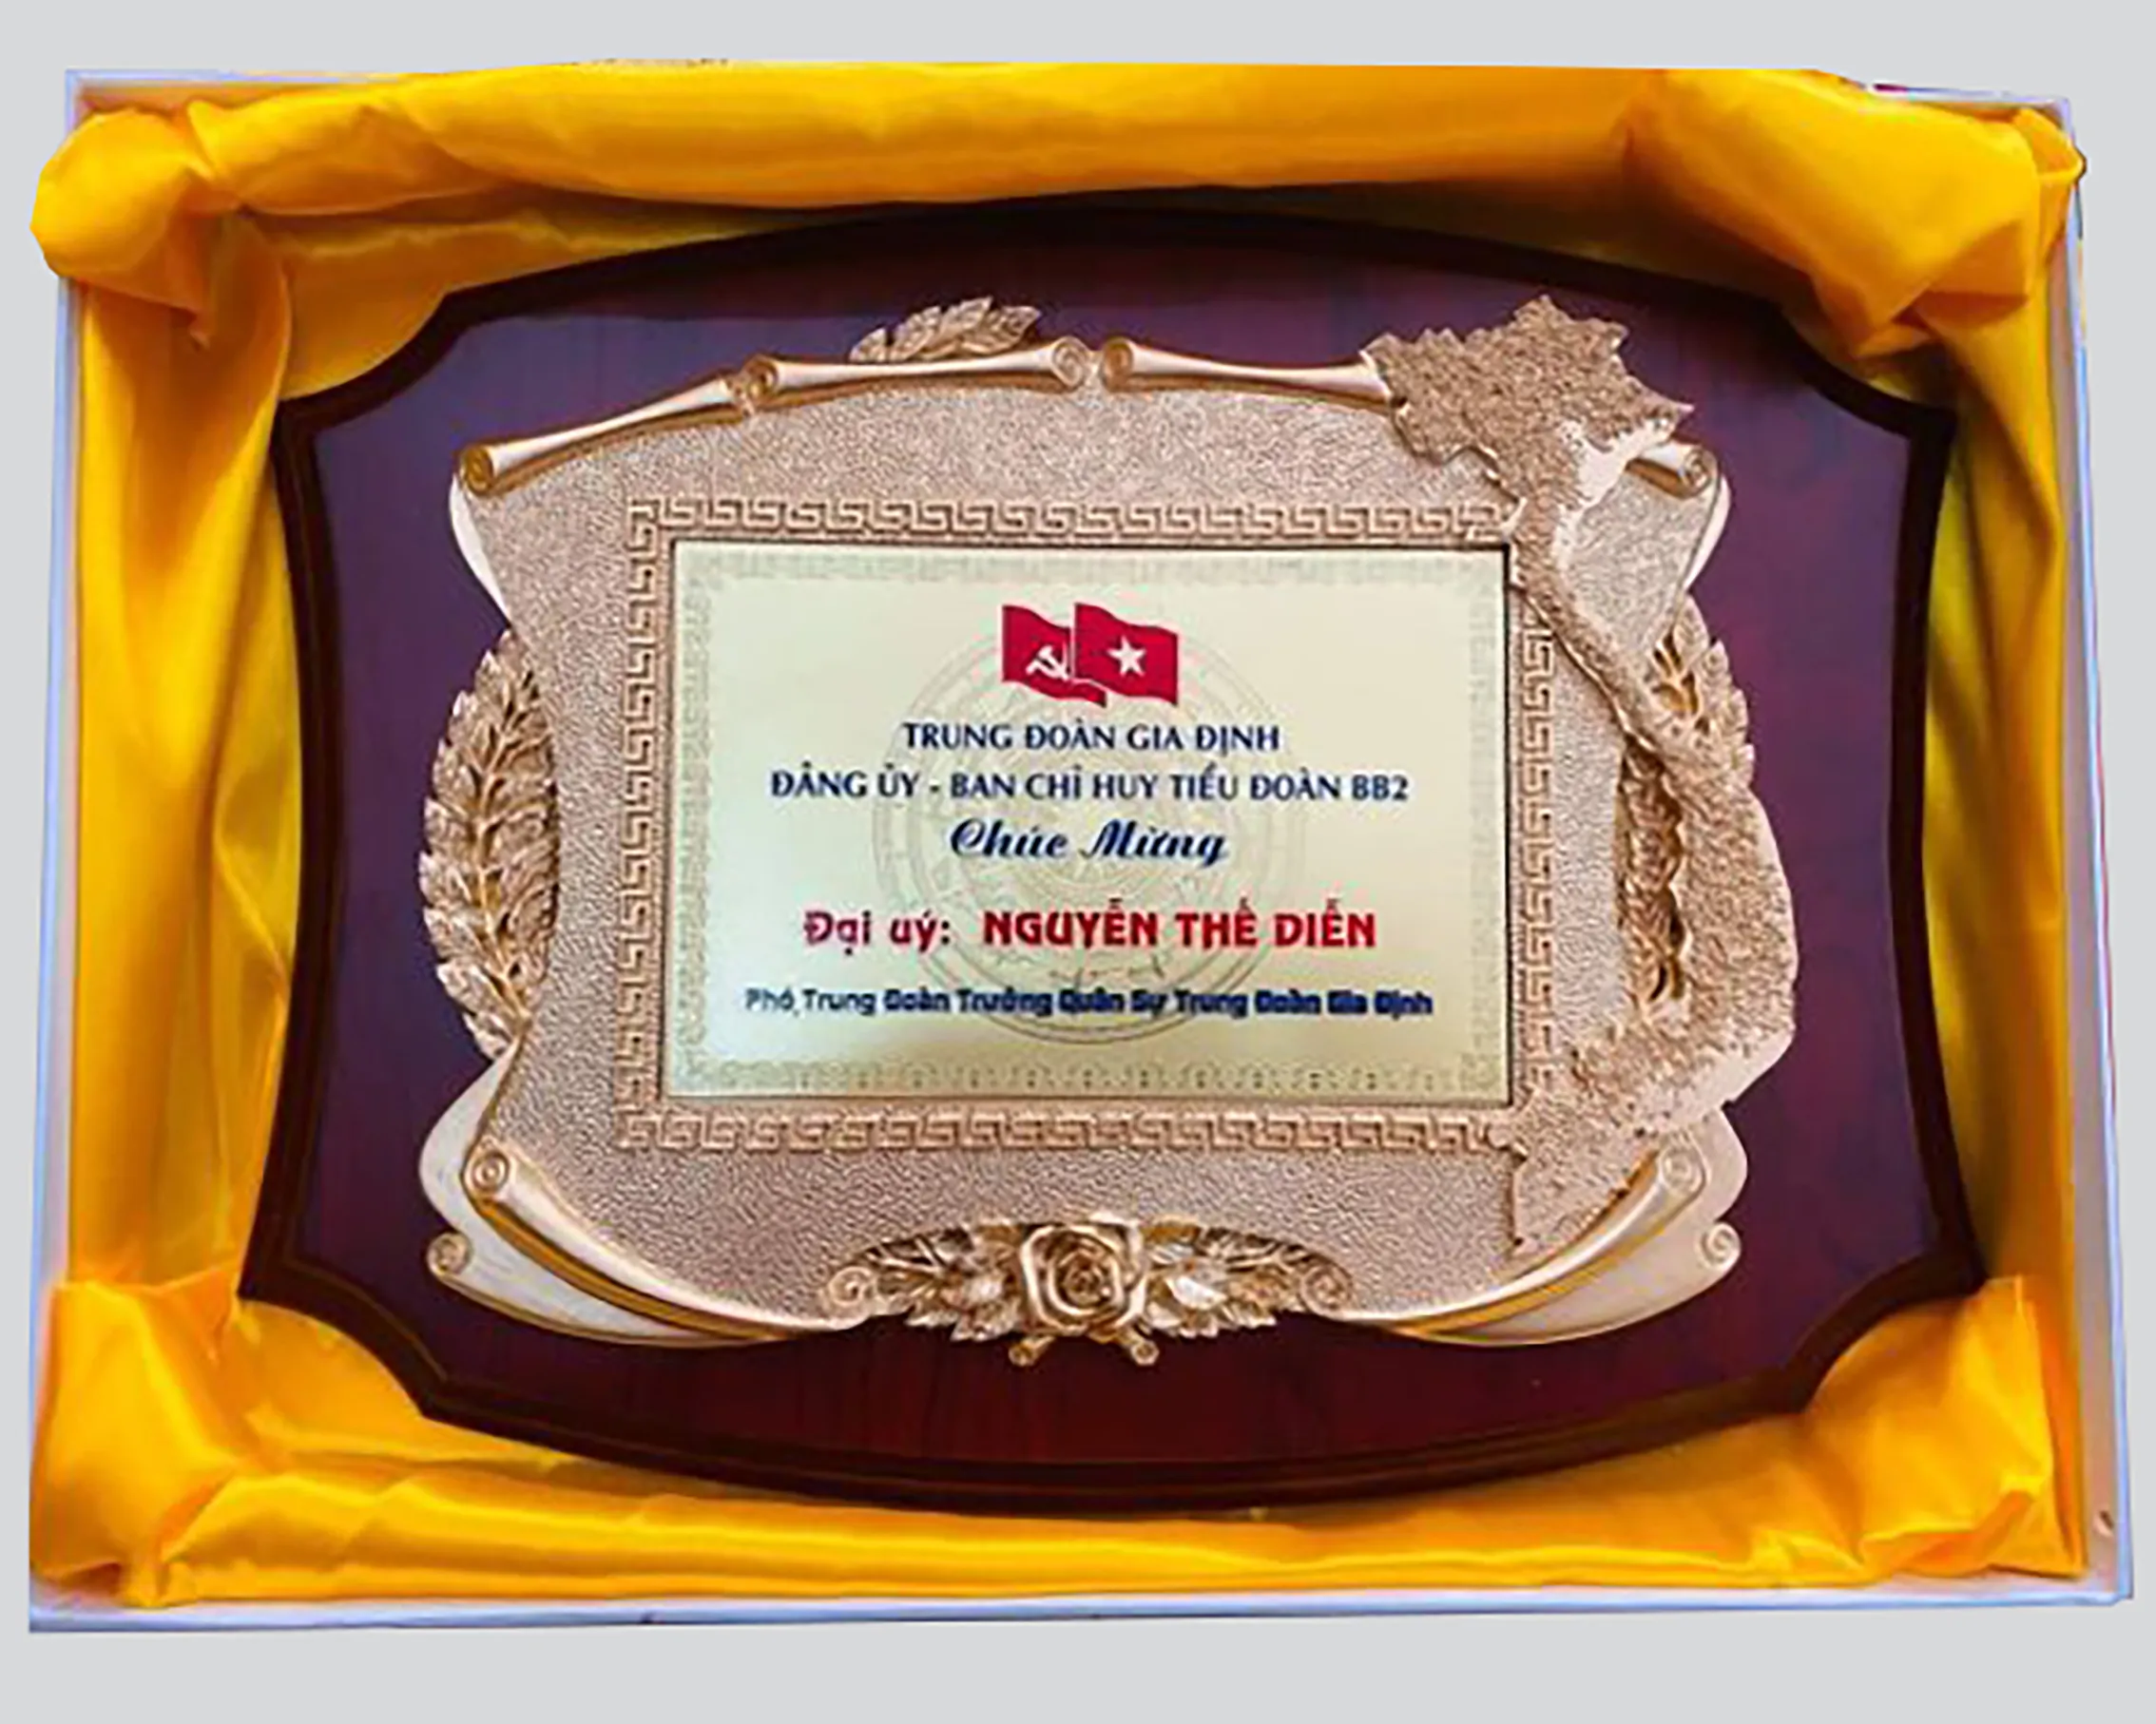 TRUNG ĐOÀN GIA ĐỊNH
ĐẢNG ỦY - BAN CHỈ HUY TIỂU ĐOÀN BB2
Chúc Mừng
Đại uý: NGUYỄN THẾ DIỄN
Phó Trung Đoàn Trưởng Quân Sự Trung Đoàn Gia Định